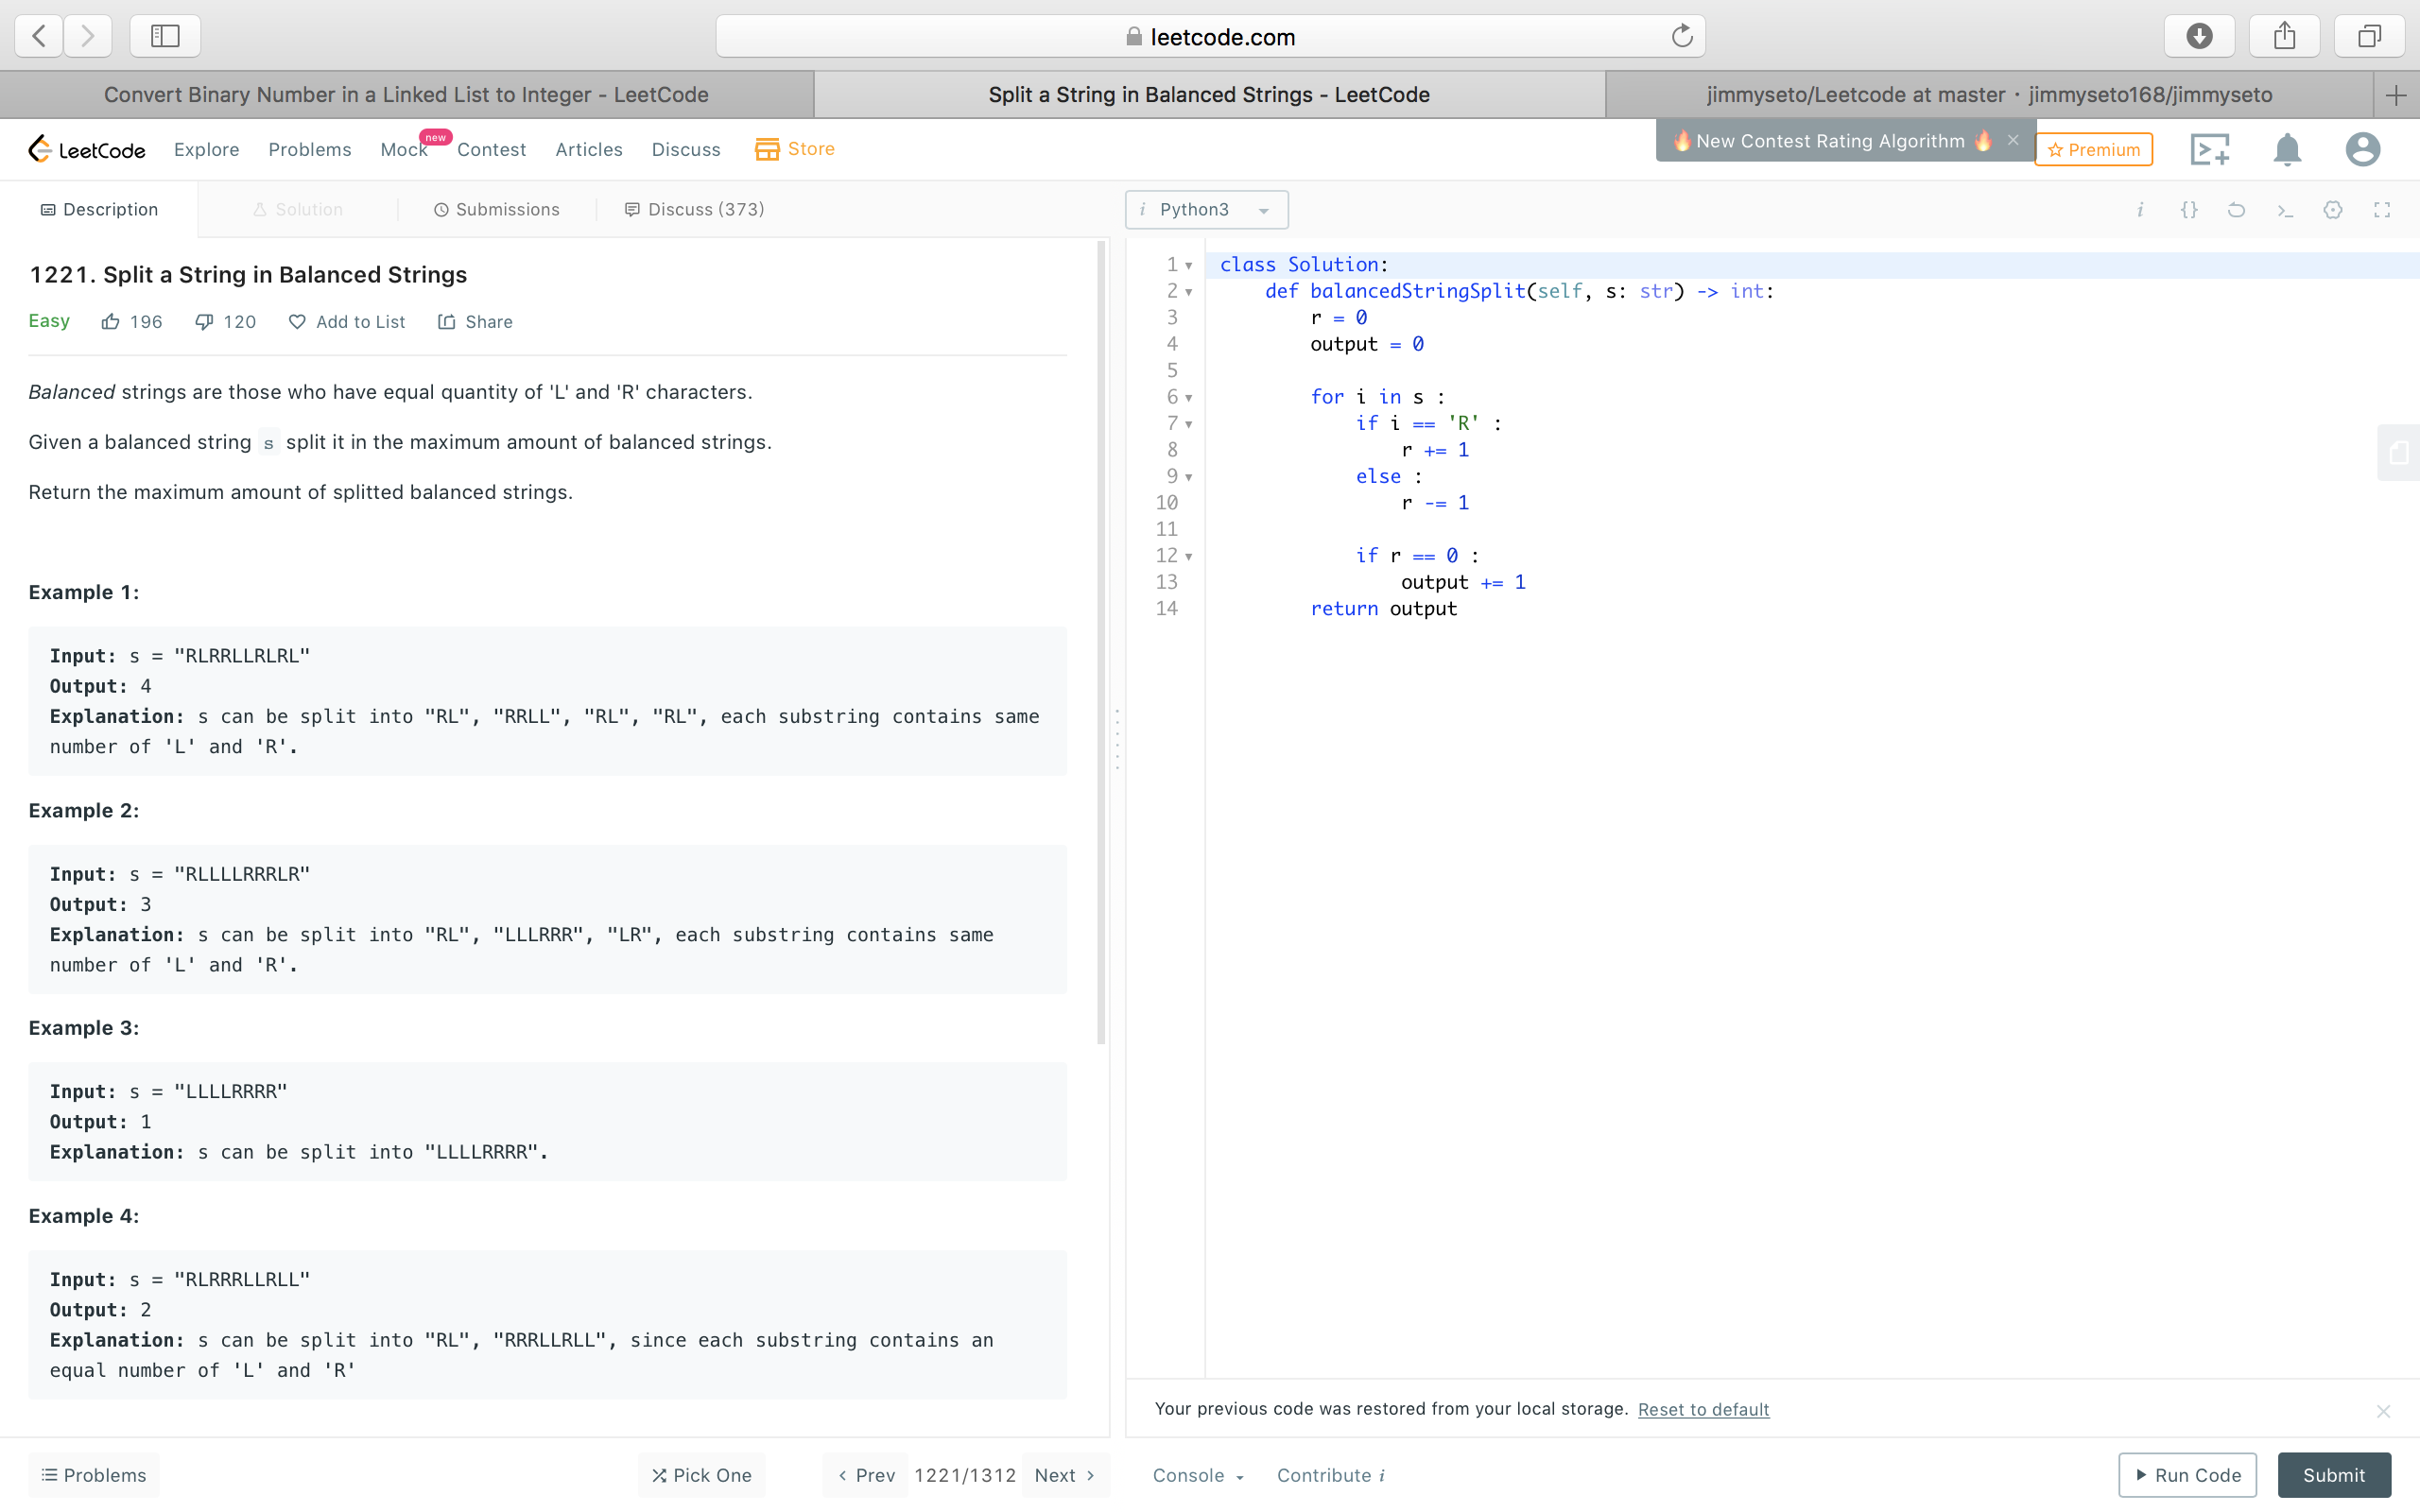 leetcode.com
Convert Binary Number in a Linked List to Integer - LeetCode
Split a String in Balanced Strings - LeetCode
jimmyseto/Leetcode at master · jimmyseto168/jimmyseto
LeetCode
Explore
Problems
Mock
new
Contest
Articles
Discuss
Store
🔥New Contest Rating Algorithm 🔥 ×
Premium
Description
Solution
Submissions
Discuss (373)
i Python3
1221. Split a String in Balanced Strings
Easy
196
120
Add to List
Share
Balanced strings are those who have equal quantity of 'L' and 'R' characters.
Given a balanced string s split it in the maximum amount of balanced strings.
Return the maximum amount of splitted balanced strings.
Example 1:
Input: s = "RLRRLLRLRL"
Output: 4
Explanation: s can be split into "RL", "RRLL", "RL", "RL", each substring contains same
number of 'L' and 'R'.
Example 2:
Input: s = "RLLLLRRRLR"
Output: 3
Explanation: s can be split into "RL", "LLLRRR", "LR", each substring contains same
number of 'L' and 'R'.
Example 3:
Input: s = "LLLLRRRR"
Output: 1
Explanation: s can be split into "LLLLRRRR".
Example 4:
Input: s = "RLRRRLLRLL"
Output: 2
Explanation: s can be split into "RL", "RRRLLRLL", since each substring contains an
equal number of 'L' and 'R'
1 class Solution:
2     def balancedStringSplit(self, s: str) -> int:
3         r = 0
4         output = 0
5
6         for i in s :
7             if i == 'R' :
8                 r += 1
9             else :
10                 r -= 1
11
12             if r == 0 :
13                 output += 1
14         return output
Your previous code was restored from your local storage. Reset to default
Problems
Pick One
Prev
1221/1312
Next
Console
Contribute i
Run Code
Submit